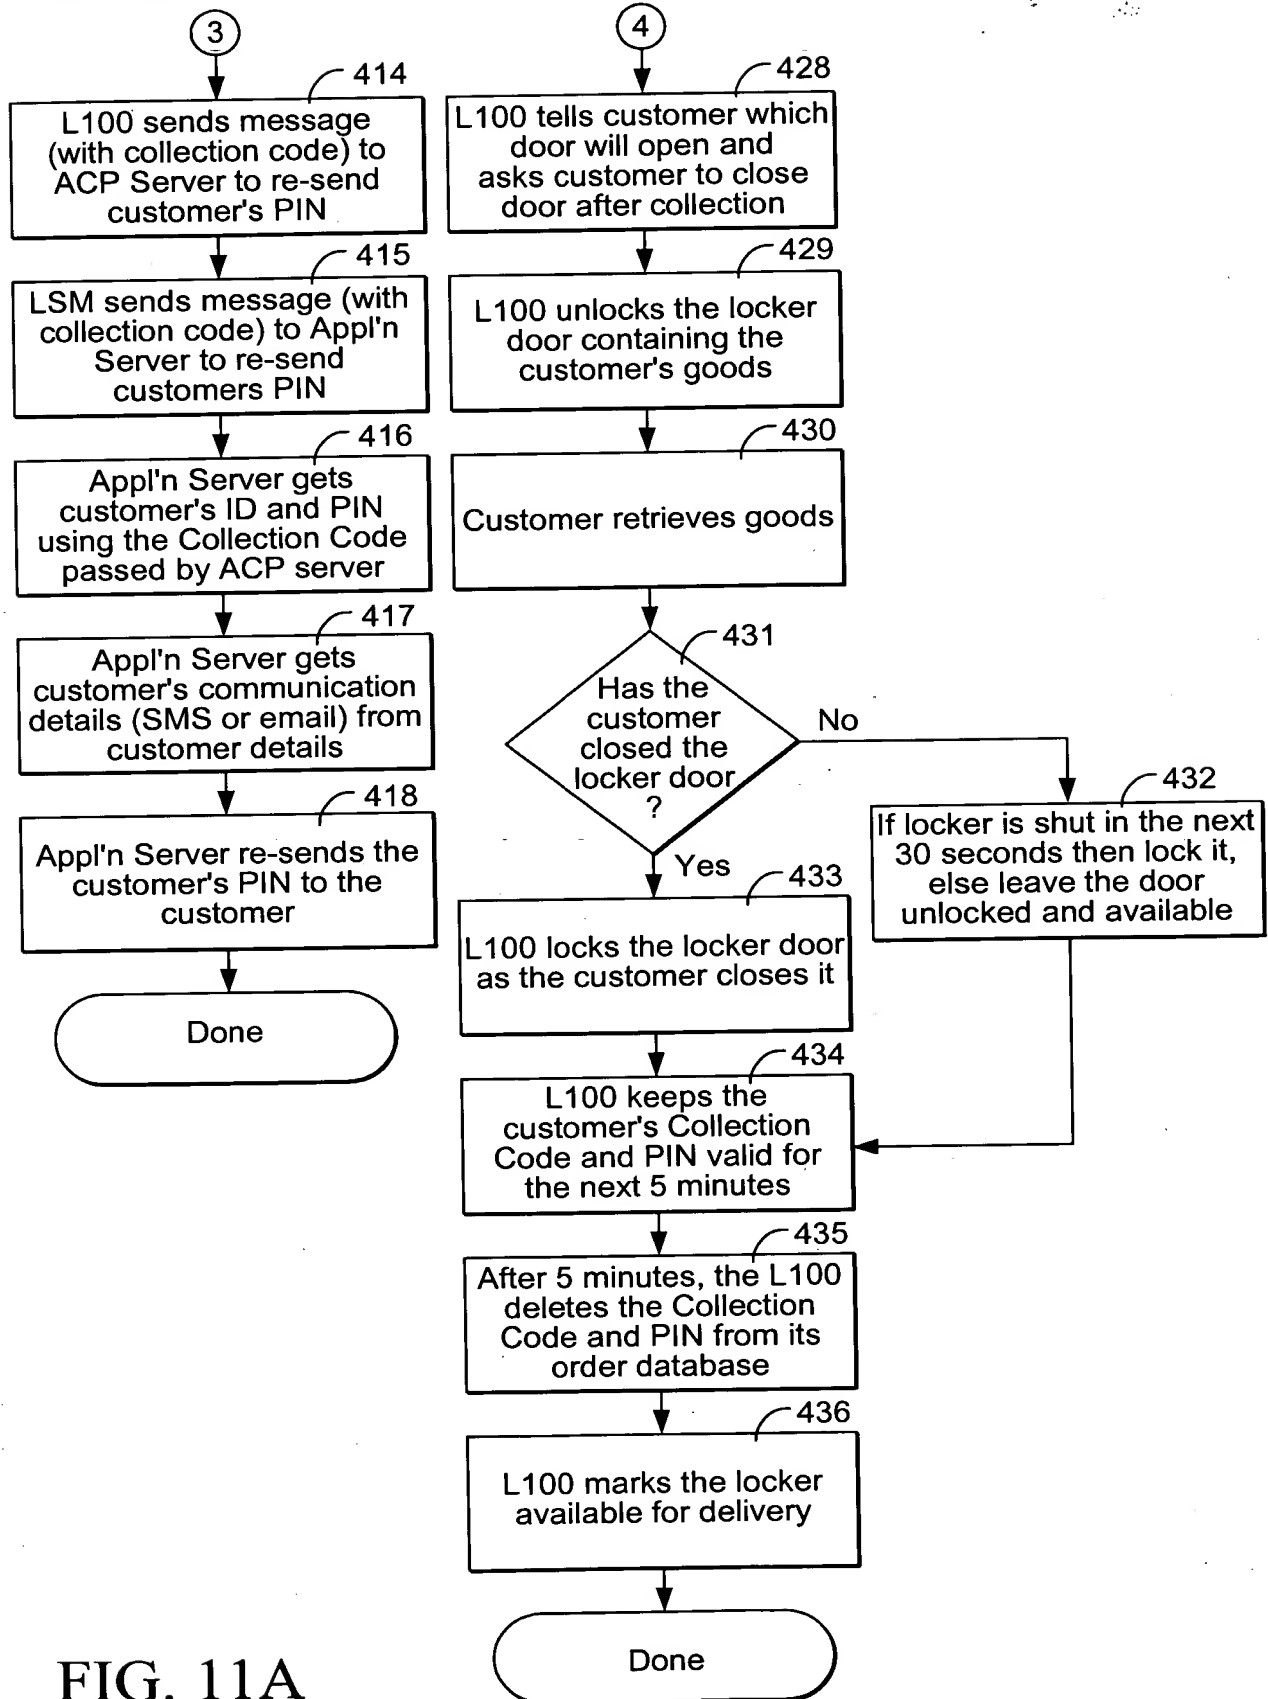 3
414
L100 sends message
(with collection code) to
ACP Server to re-send
customer's PIN
415
LSM sends message (with
collection code) to Appl'n
Server to re-send
customers PIN
416
Appl'n Server gets
customer's ID and PIN
using the Collection Code
passed by ACP server
417
Appl'n Server gets
customer's communication
details (SMS or email) from
customer details
418
Appl'n Server re-sends the
customer's PIN to the
customer
Done
4
428
L100 tells customer which
door will open and
asks customer to close
door after collection
429
L100 unlocks the locker
door containing the
customer's goods
430
Customer retrieves goods
431
Has the
customer
closed the
locker door
?
No
432
If locker is shut in the next
30 seconds then lock it,
else leave the door
unlocked and available
Yes
433
L100 locks the locker door
as the customer closes it
434
L100 keeps the
customer's Collection
Code and PIN valid for
the next 5 minutes
435
After 5 minutes, the L100
deletes the Collection
Code and PIN from its
order database
436
L100 marks the locker
available for delivery
Done
FIG. 11A